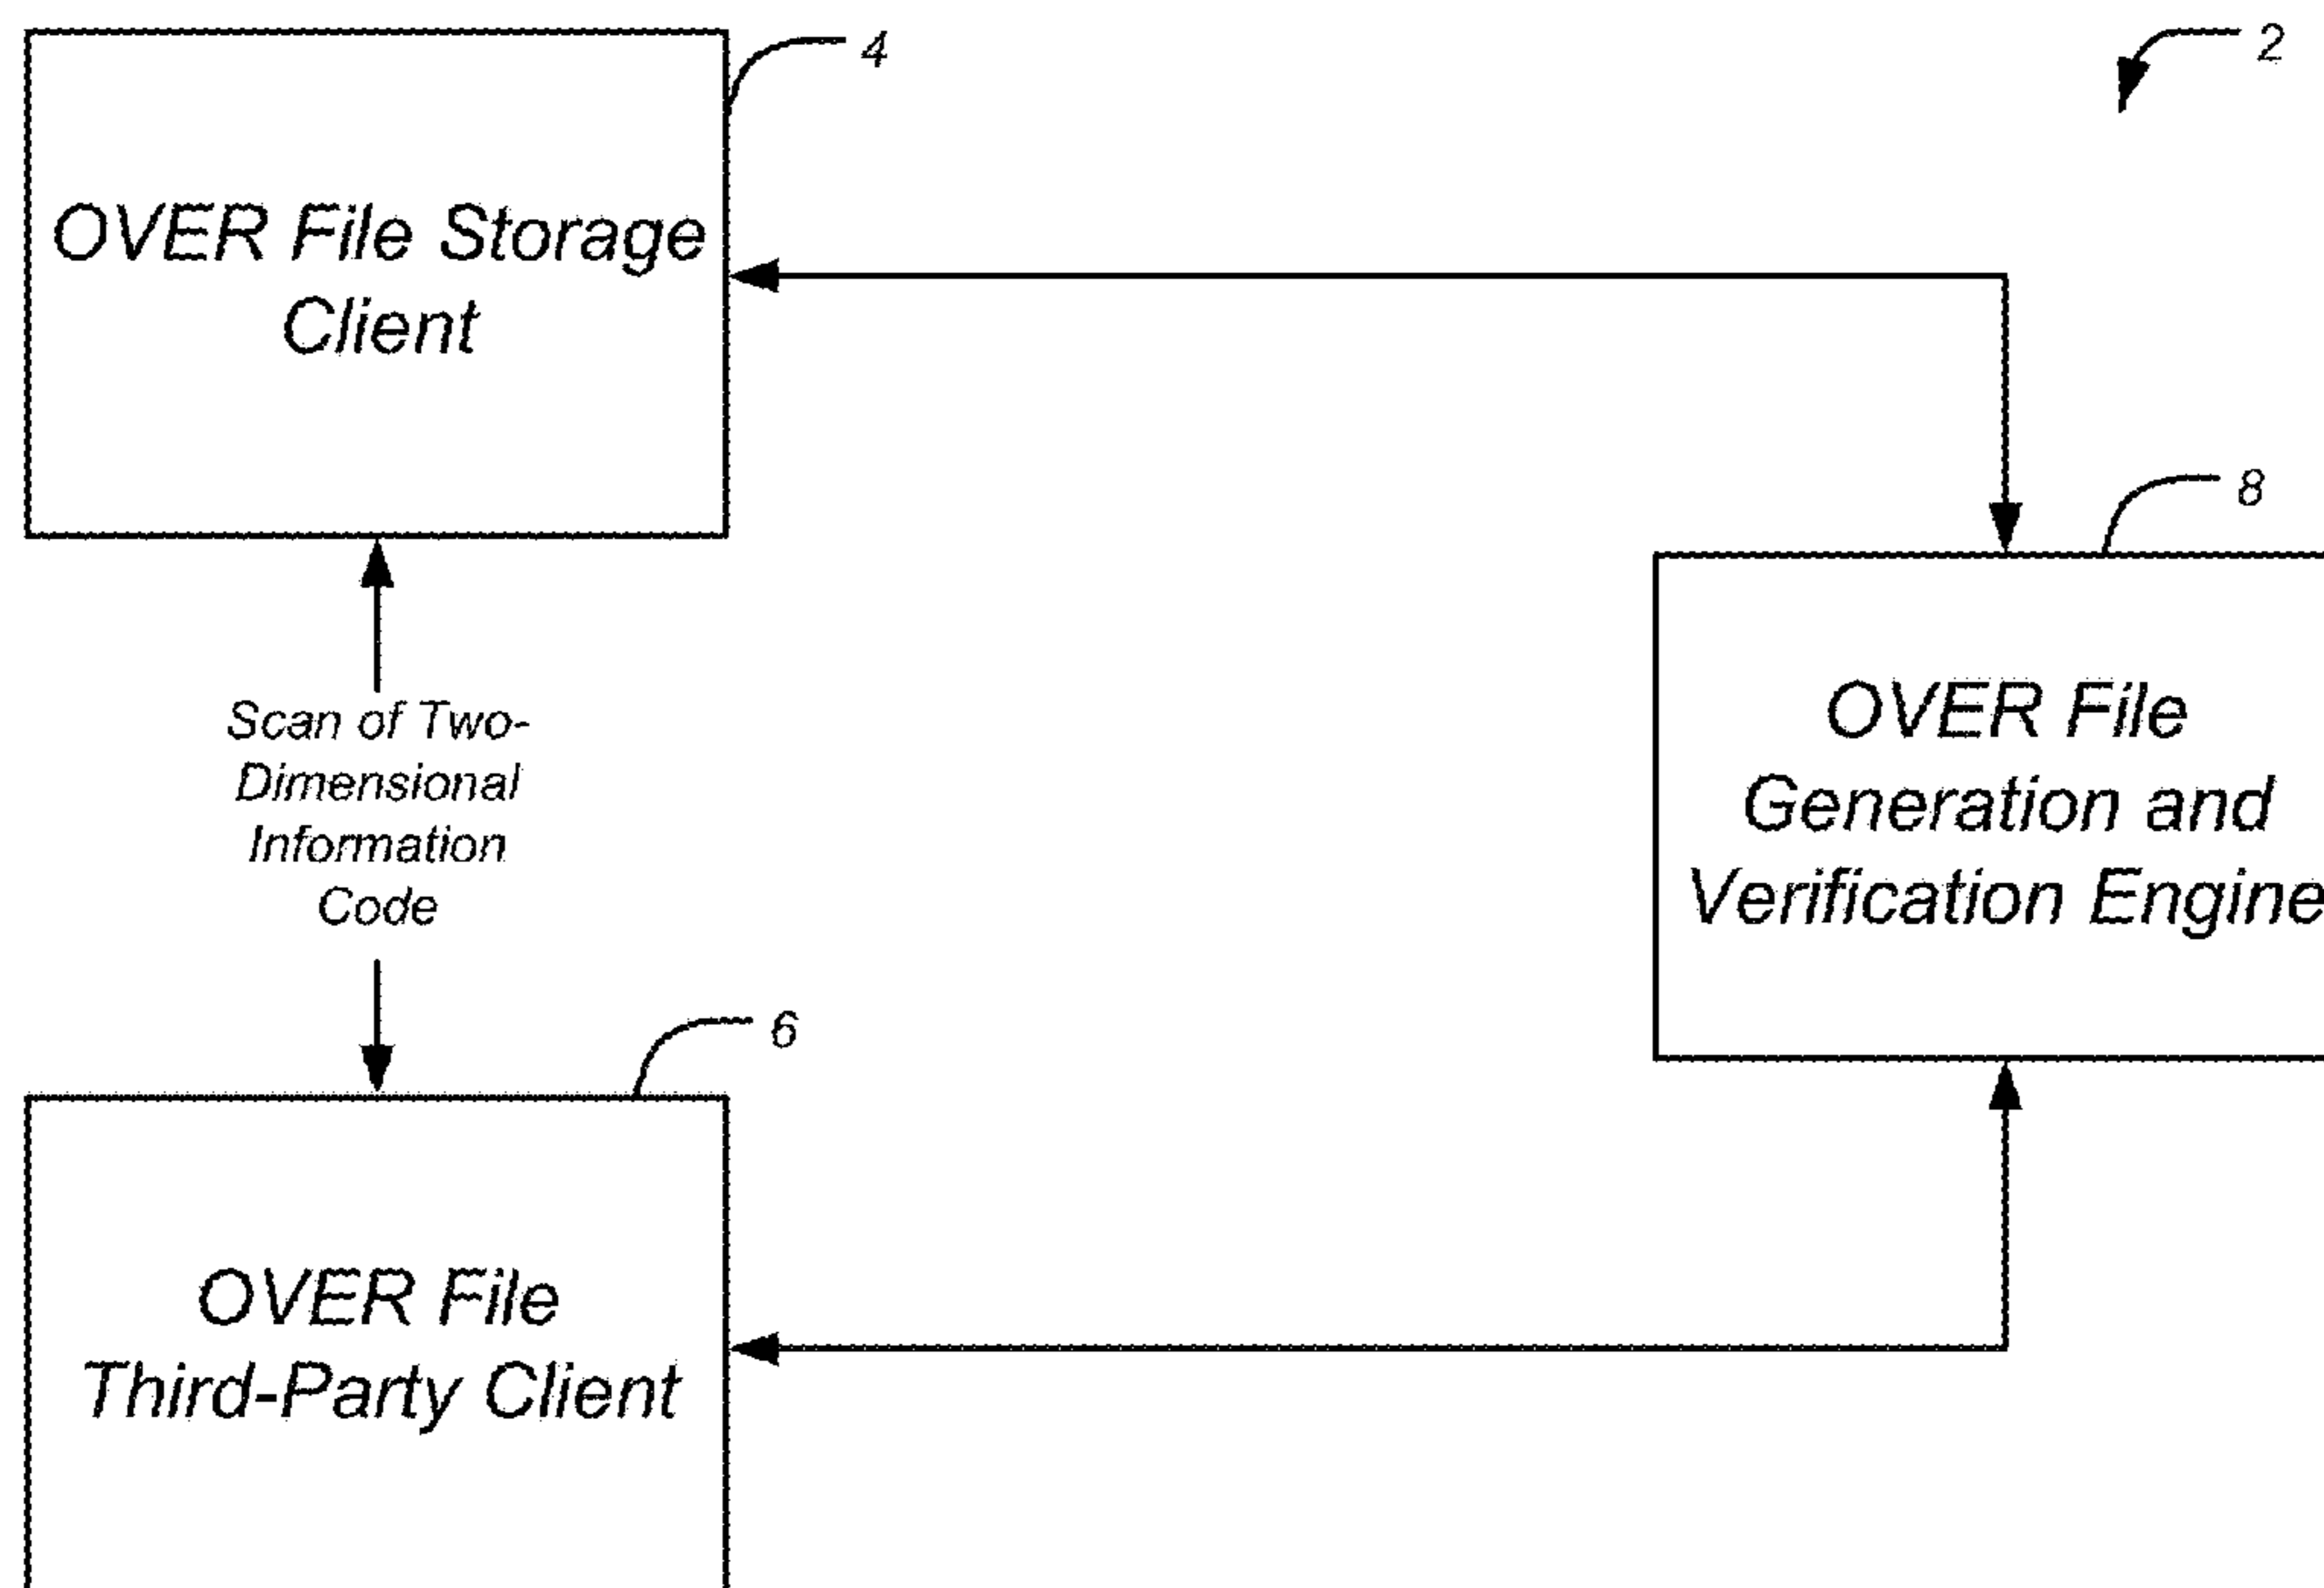 4
2
OVER File Storage
Client
8
Scan of Two-
Dimensional
Information
Code
OVER File
Generation and
Verification Engine
6
OVER File
Third-Party Client